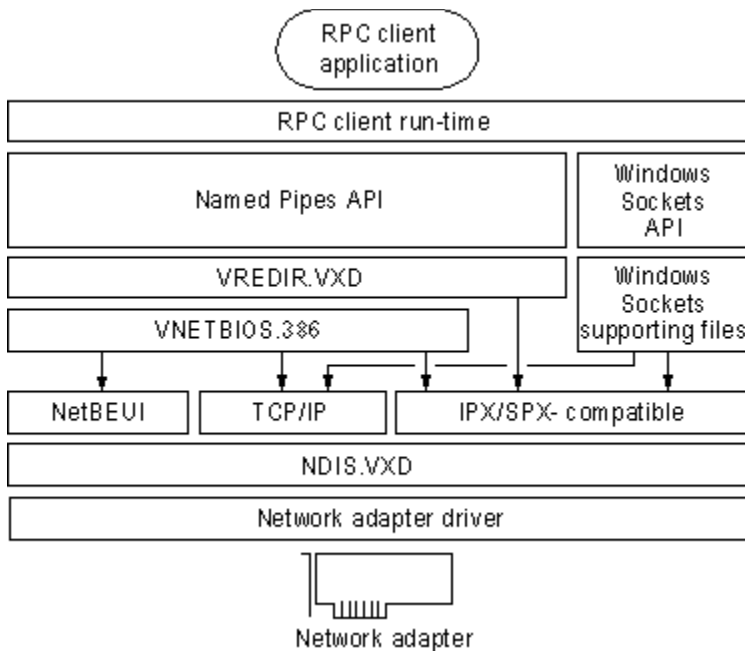 RPC client
application
RPC client run-time
Named Pipes API
Windows
Sockets
API
VREDIR.VXD
Windows
Sockets
supporting files
VNETBIOS.386
NetBEUI
TCP/IP
IPX/SPX- compatible
NDIS.VXD
Network adapter driver
Network adapter